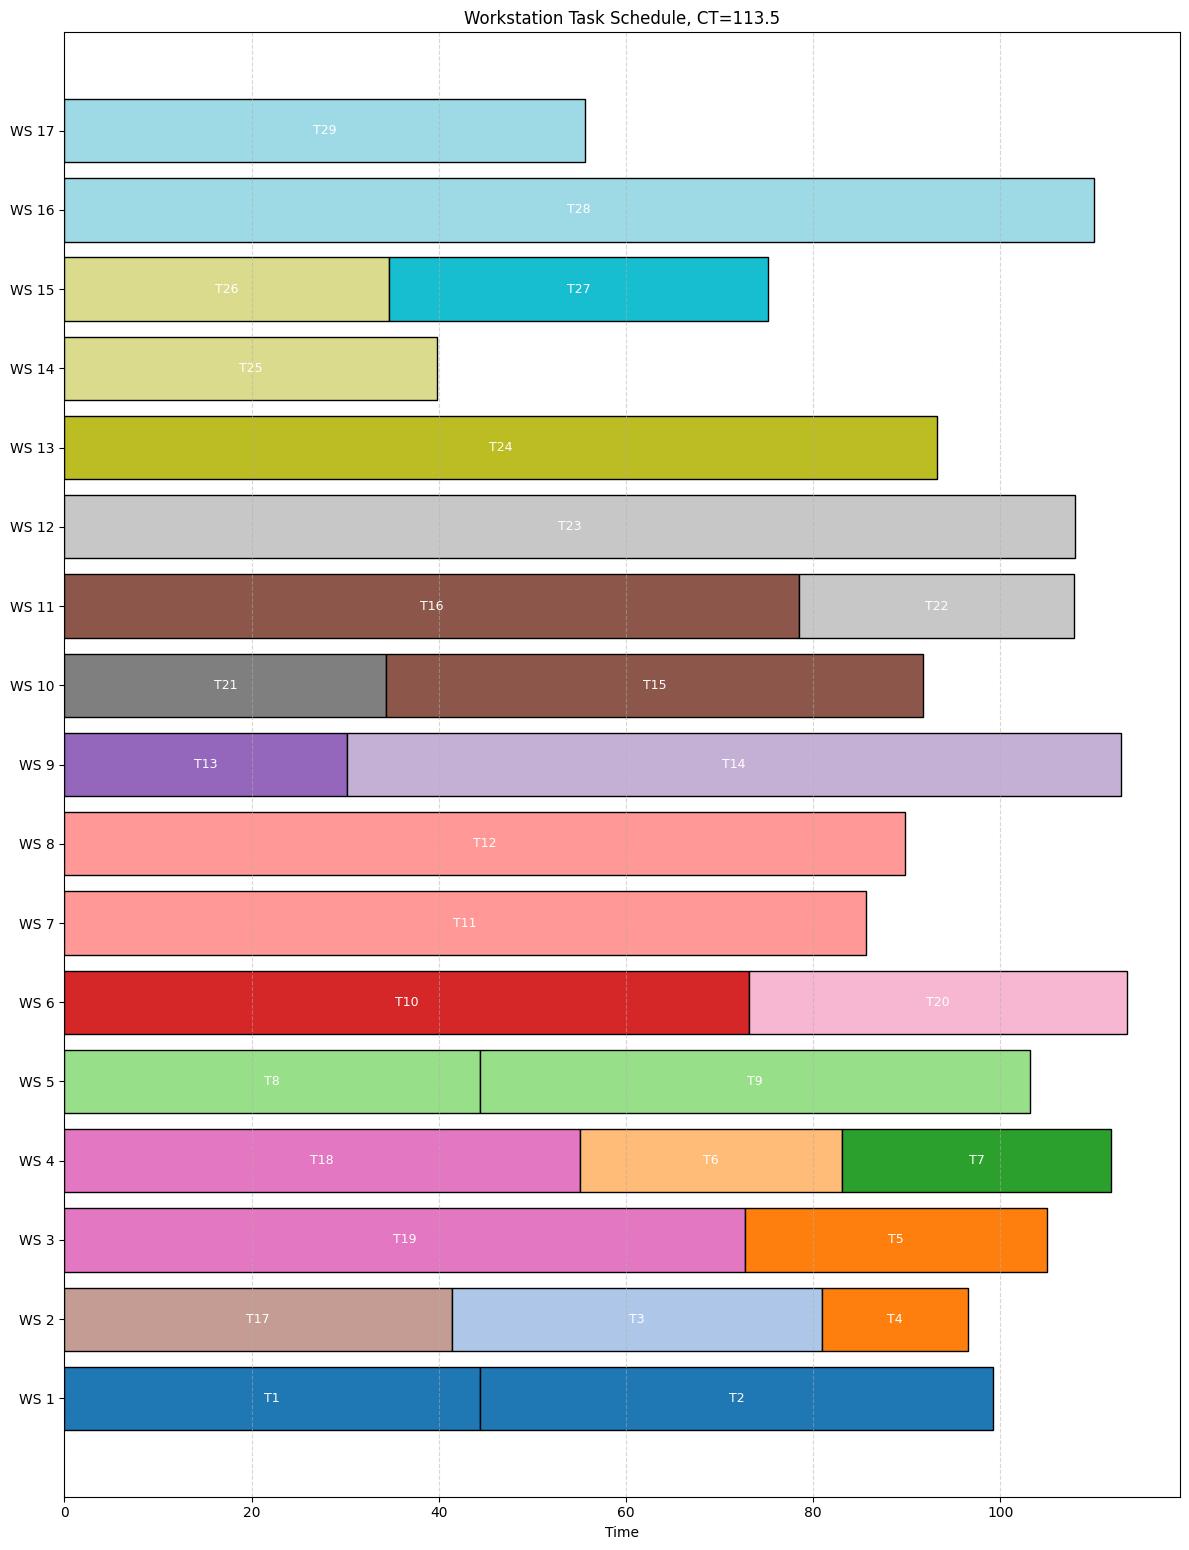 Workstation Task Schedule, CT=113.5
WS 17 T29
WS 16 T28
WS 15 T26 T27
WS 14 T25
WS 13 T24
WS 12 T23
WS 11 T16 T22
WS 10 T21 T15
WS 9 T13 T14
WS 8 T12
WS 7 T11
WS 6 T10 T20
WS 5 T8 T9
WS 4 T18 T6 T7
WS 3 T19 T5
WS 2 T17 T3 T4
WS 1 T1 T2
0 20 40 60 80 100
Time